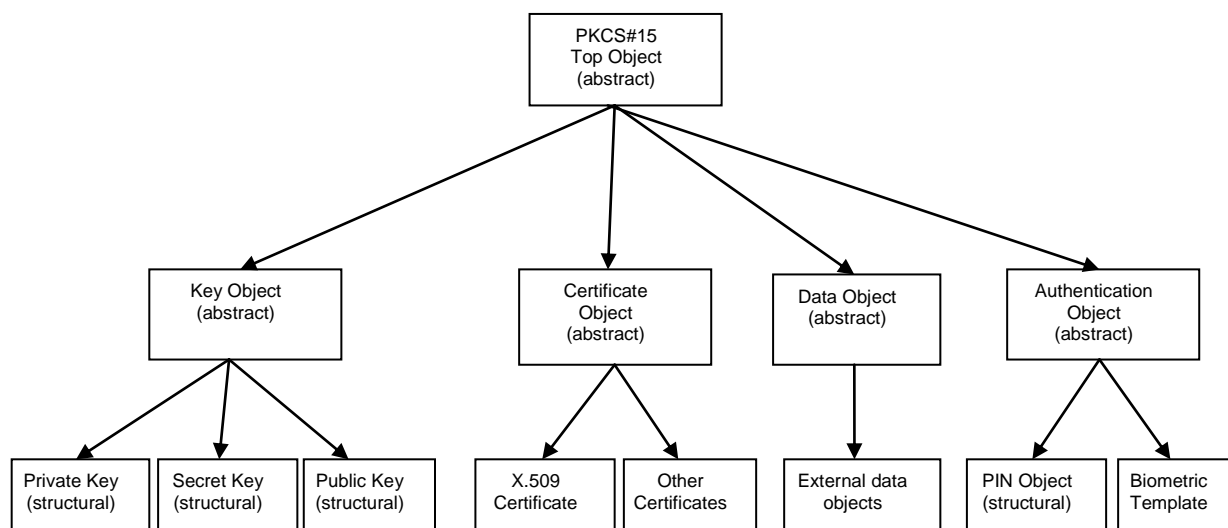 PKCS#15
Top Object
(abstract)
Key Object
(abstract)
Certificate
Object
(abstract)
Data Object
(abstract)
Authentication
Object
(abstract)
Private Key
(structural)
Secret Key
(structural)
Public Key
(structural)
X.509
Certificate
Other
Certificates
External data
objects
PIN Object
(structural)
Biometric
Template